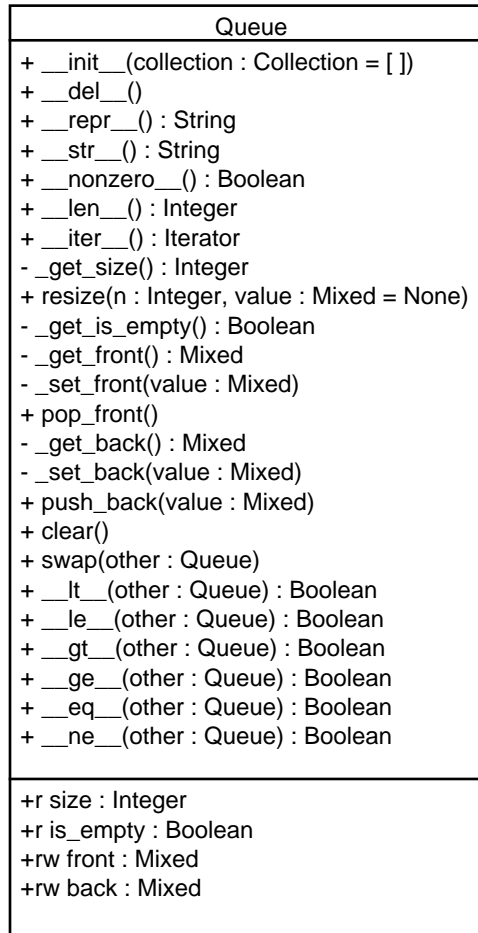 Queue
+ __init__(collection : Collection = [ ])
+ __del__()
+ __repr__() : String
+ __str__() : String
+ __nonzero__() : Boolean
+ __len__() : Integer
+ __iter__() : Iterator
- _get_size() : Integer
+ resize(n : Integer, value : Mixed = None)
- _get_is_empty() : Boolean
- _get_front() : Mixed
- _set_front(value : Mixed)
+ pop_front()
- _get_back() : Mixed
- _set_back(value : Mixed)
+ push_back(value : Mixed)
+ clear()
+ swap(other : Queue)
+ __lt__(other : Queue) : Boolean
+ __le__(other : Queue) : Boolean
+ __gt__(other : Queue) : Boolean
+ __ge__(other : Queue) : Boolean
+ __eq__(other : Queue) : Boolean
+ __ne__(other : Queue) : Boolean
+r size : Integer
+r is_empty : Boolean
+rw front : Mixed
+rw back : Mixed